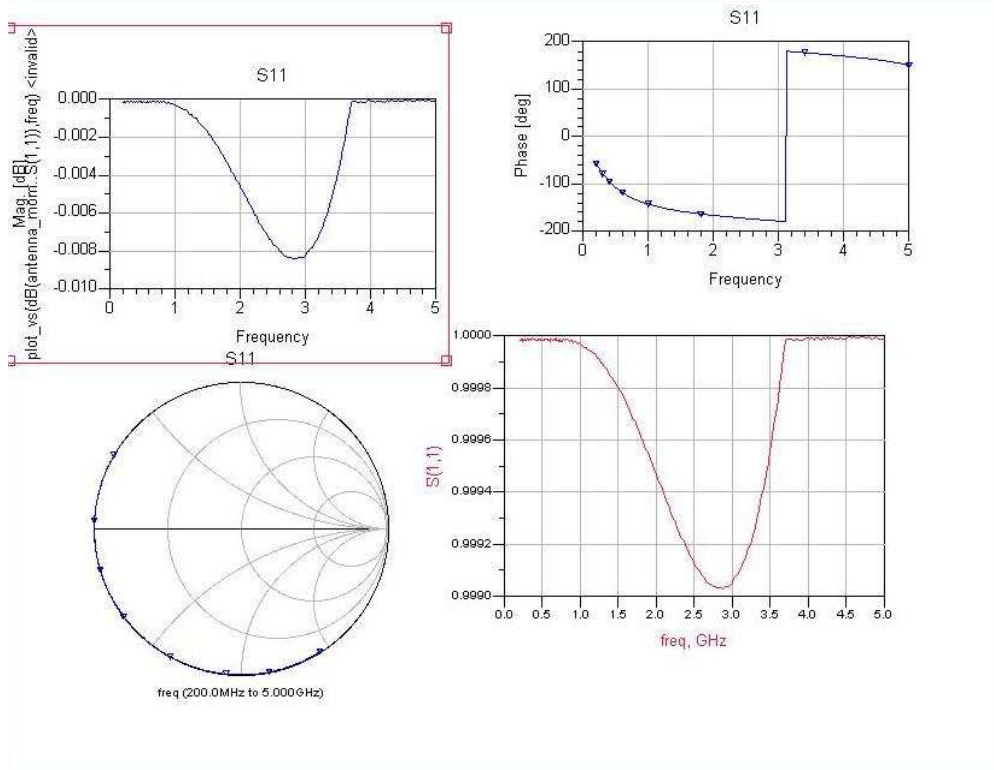 S11
Mag. [dB]
plot_vs(dB(antenna_mom..S(1,1)),freq) <invalid>
0.000
-0.002
-0.004
-0.006
-0.008
-0.010
0 1 2 3 4 5
Frequency
S11
Phase [deg]
200
100
0
-100
-200
0 1 2 3 4 5
Frequency
S11
freq (200.0MHz to 5.000GHz)
S(1,1)
1.0000
0.9998
0.9996
0.9994
0.9992
0.9990
0.0 0.5 1.0 1.5 2.0 2.5 3.0 3.5 4.0 4.5 5.0
freq, GHz